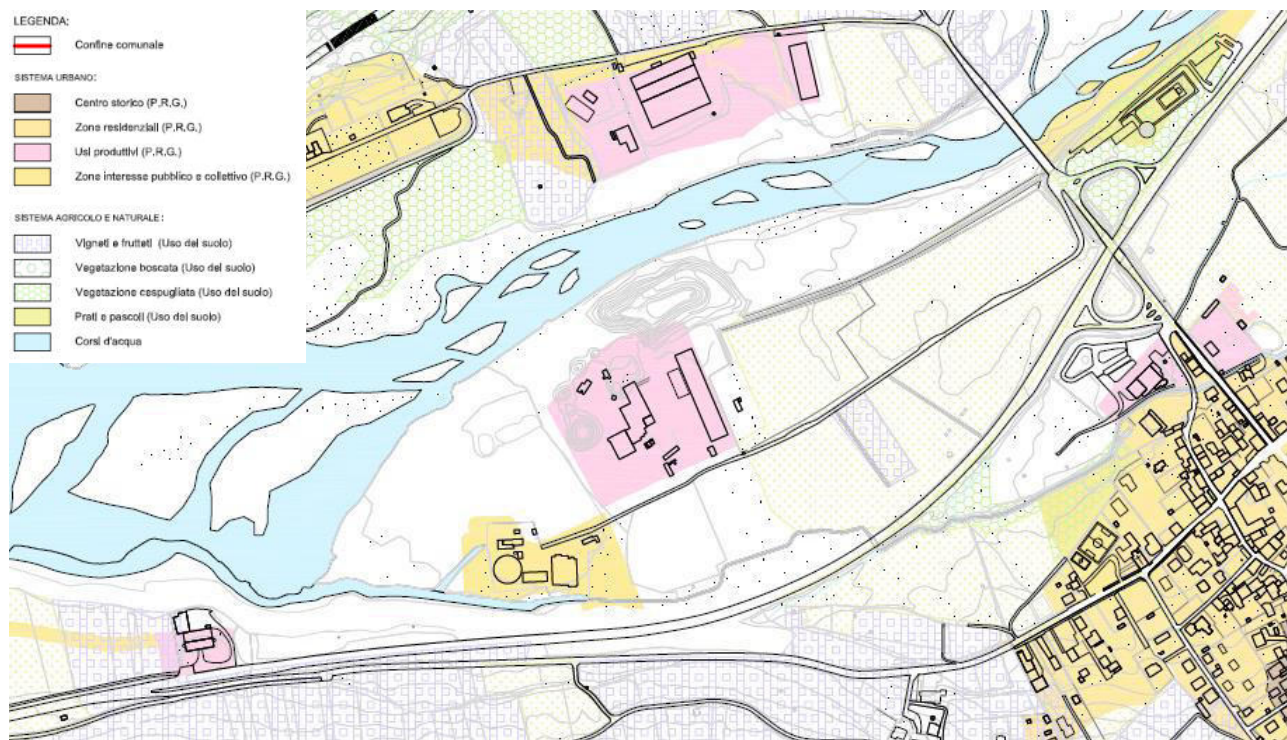 LEGENDA:
Confine comunale
SISTEMA URBANO:
Centro storico (P.R.G.)
Zone residenziali (P.R.G.)
Usi produttivi (P.R.G.)
Zone interesse pubblico e collettivo (P.R.G.)
SISTEMA AGRICOLO E NATURALE:
Vigneti e frutteti (Uso del suolo)
Vegetazione boscata (Uso del suolo)
Vegetazione cespugliata (Uso del suolo)
Prati e pascoli (Uso del suolo)
Corsi d'acqua